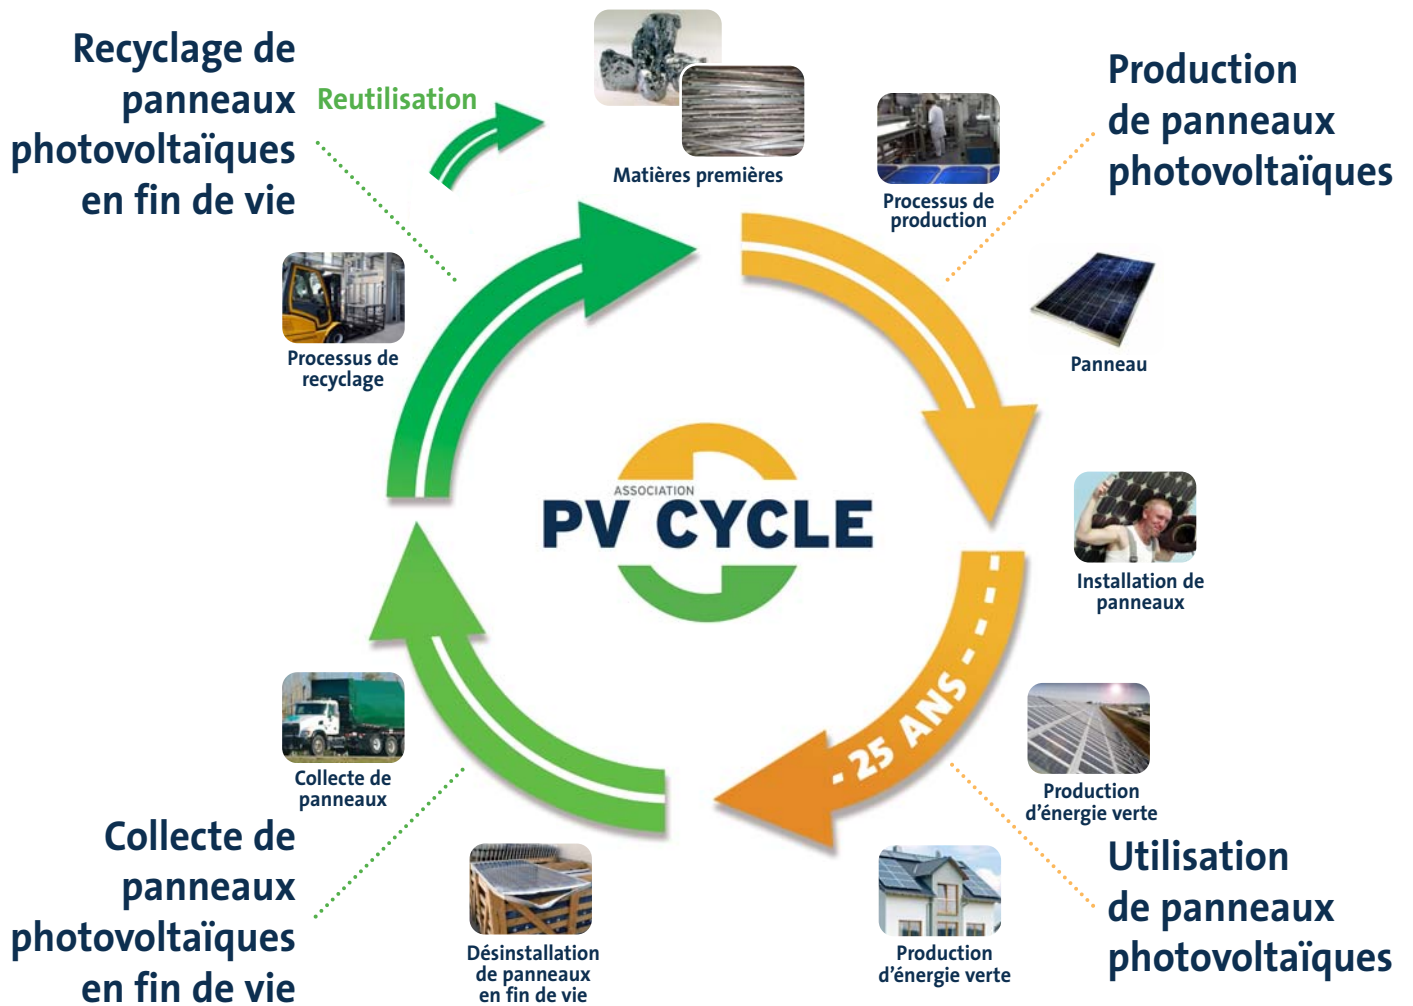 Recyclage de
panneaux
photovoltaïques
en fin de vie
Reutilisation
Matières premières
Processus de
production
Production
de panneaux
photovoltaïques
Processus de
recyclage
Panneau
ASSOCIATION
PV CYCLE
Installation de
panneaux
- 25 ANS -
Collecte de
panneaux
Production
d'énergie verte
Collecte de
panneaux
photovoltaïques
en fin de vie
Désinstallation
de panneaux
en fin de vie
Production
d'énergie verte
Utilisation
de panneaux
photovoltaïques